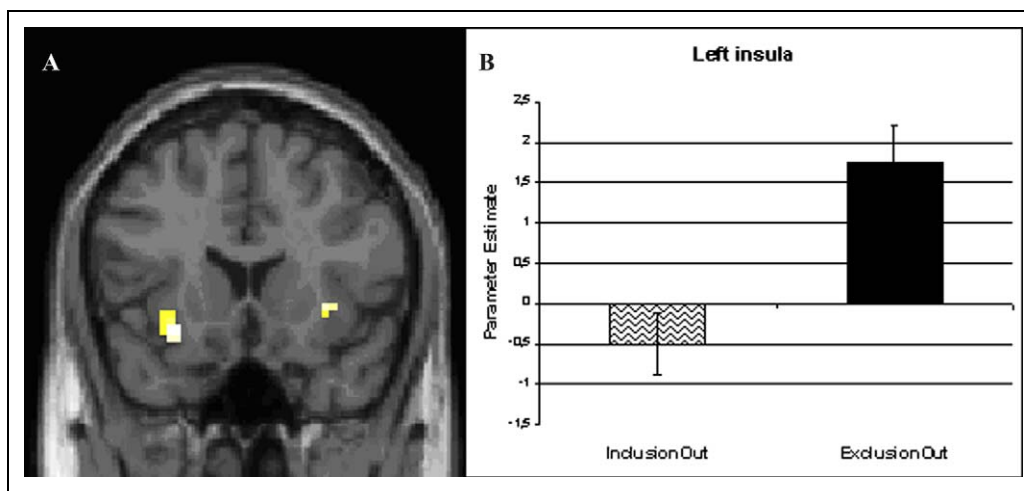 A
B
Left insula
Parameter Estimate
2,5
2
1,5
1
0,5
0
-0,5
-1
-1,5
Inclusion Out
Exclusion Out